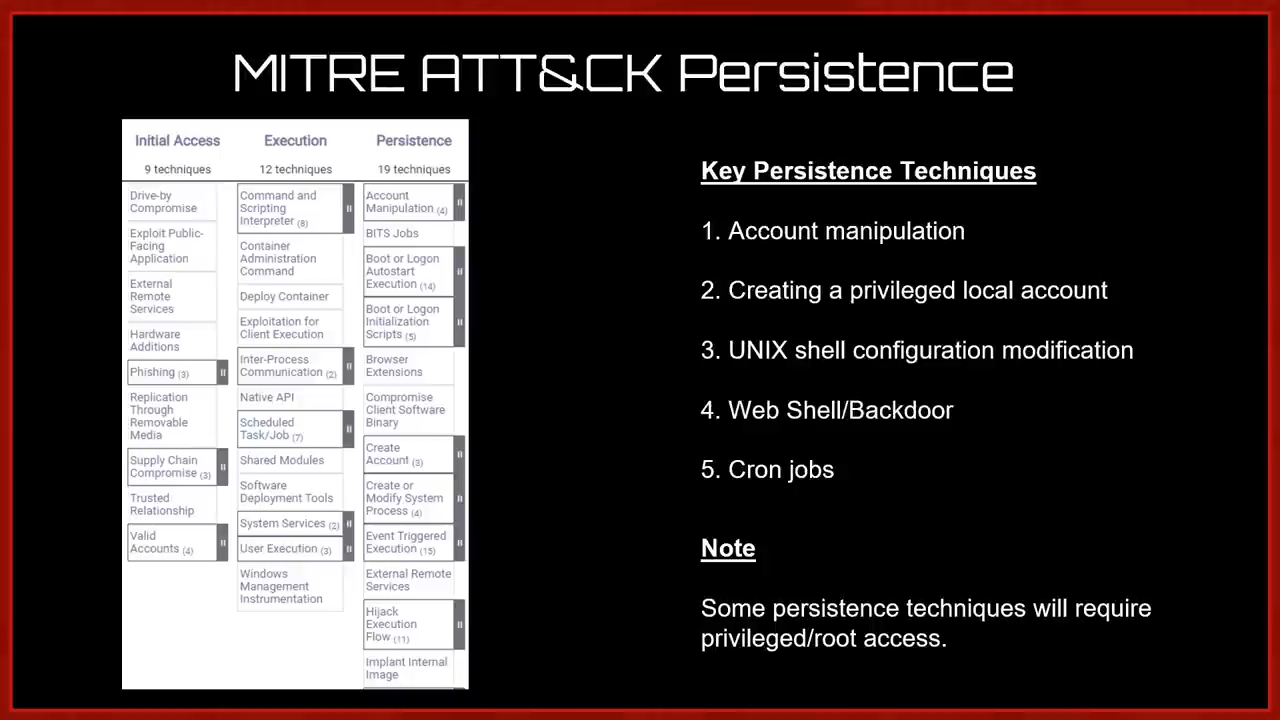 MITRE ATT&CK Persistence
Initial Access
9 techniques
Drive-by
Compromise
Exploit Public-
Facing
Application
External
Remote
Services
Hardware
Additions
Phishing (3)
Replication
Through
Removable
Media
Supply Chain
Compromise (3)
Trusted
Relationship
Valid
Accounts (4)
Execution
12 techniques
Command and
Scripting
Interpreter (8)
Container
Administration
Command
Deploy Container
Exploitation for
Client Execution
Inter-Process
Communication (2)
Native API
Scheduled
Task/Job (7)
Shared Modules
Software
Deployment Tools
System Services (2)
User Execution (3)
Windows
Management
Instrumentation
Persistence
19 techniques
Account
Manipulation (4)
BITS Jobs
Boot or Logon
Autostart
Execution (14)
Boot or Logon
Initialization
Scripts (5)
Browser
Extensions
Compromise
Client Software
Binary
Create
Account (3)
Create or
Modify System
Process (4)
Event Triggered
Execution (15)
External Remote
Services
Hijack
Execution
Flow (11)
Implant Internal
Image
Key Persistence Techniques
1. Account manipulation
2. Creating a privileged local account
3. UNIX shell configuration modification
4. Web Shell/Backdoor
5. Cron jobs
Note
Some persistence techniques will require
privileged/root access.